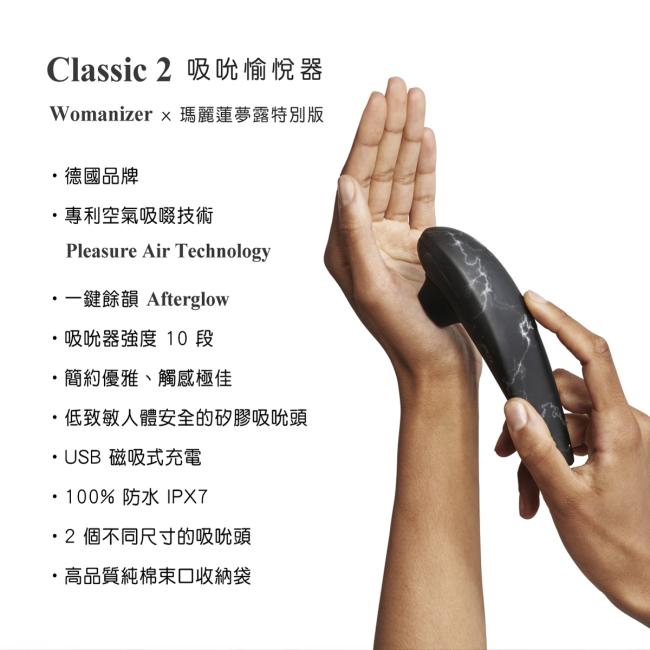 Classic 2 吸吮愉悅器
Womanizer × 瑪麗蓮夢露特別版
・德國品牌
・專利空氣吸啜技術
Pleasure Air Technology
・一鍵餘韻 Afterglow
・吸吮器強度 10 段
・簡約優雅、觸感極佳
・低致敏人體安全的矽膠吸吮頭
・USB 磁吸式充電
・100% 防水 IPX7
・2 個不同尺寸的吸吮頭
・高品質純棉束口收納袋